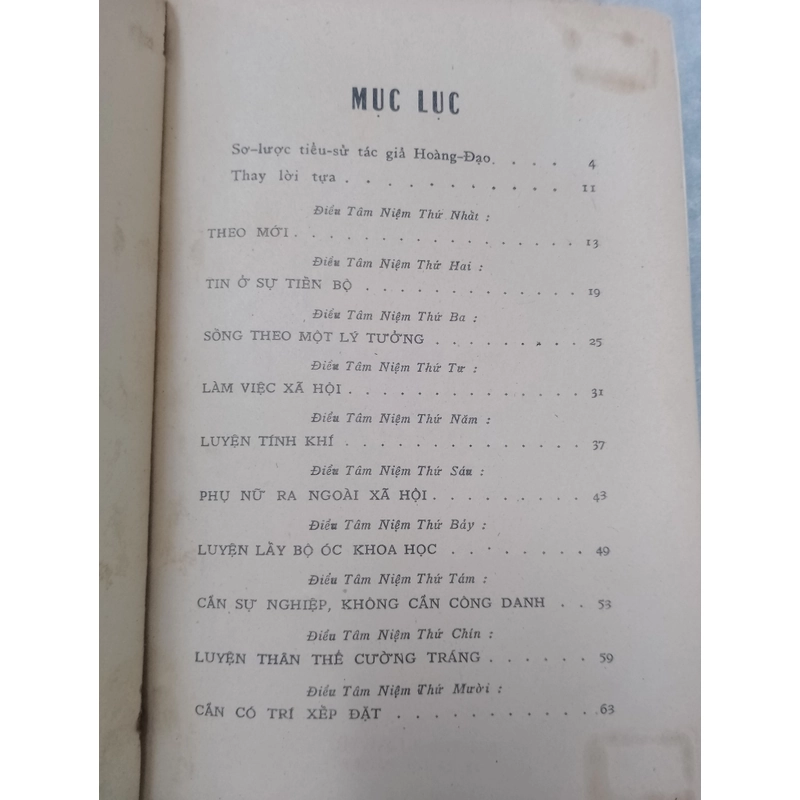 MỤC LỤC
Sơ-lược tiểu-sử tác giả Hoàng-Đạo. . . . 4
Thay lời tựa . . . . . . . . . . . 11
Điều Tâm Niệm Thứ Nhất :
THEO MỚI . . . . . . . . . . . . . 13
Điều Tâm Niệm Thứ Hai :
TIN Ở SỰ TIẾN BỘ . . . . . . . . . . 19
Điều Tâm Niệm Thứ Ba :
SỐNG THEO MỘT LÝ TƯỞNG . . . . . . . . 25
Điều Tâm Niệm Thứ Tư :
LÀM VIỆC XÃ HỘI . . . . . . . . . . . 31
Điều Tâm Niệm Thứ Năm :
LUYỆN TÍNH KHÍ . . . . . . . . . . . 37
Điều Tâm Niệm Thứ Sáu :
PHỤ NỮ RA NGOÀI XÃ HỘI . . . . . . . . 43
Điều Tâm Niệm Thứ Bảy :
LUYỆN LẤY BỘ ÓC KHOA HỌC . . . . . . . 49
Điều Tâm Niệm Thứ Tám :
CẦN SỰ NGHIỆP, KHÔNG CẦN CÔNG DANH . . 53
Điều Tâm Niệm Thứ Chín :
LUYỆN THÂN THỂ CƯỜNG TRÁNG . . . . . . 59
Điều Tâm Niệm Thứ Mười :
CẦN CÓ TRÍ XẾP ĐẶT . . . . . . . . . . 63